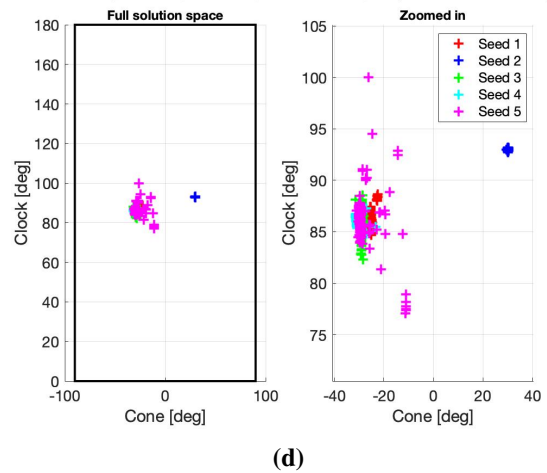 Full solution space
Zoomed in
180
160
140
120
100
80
60
40
20
0
-100
0
100
Clock [deg]
Cone [deg]
105
100
95
90
85
80
75
-40
-20
0
20
40
Clock [deg]
Cone [deg]
Seed 1
Seed 2
Seed 3
Seed 4
Seed 5
(d)